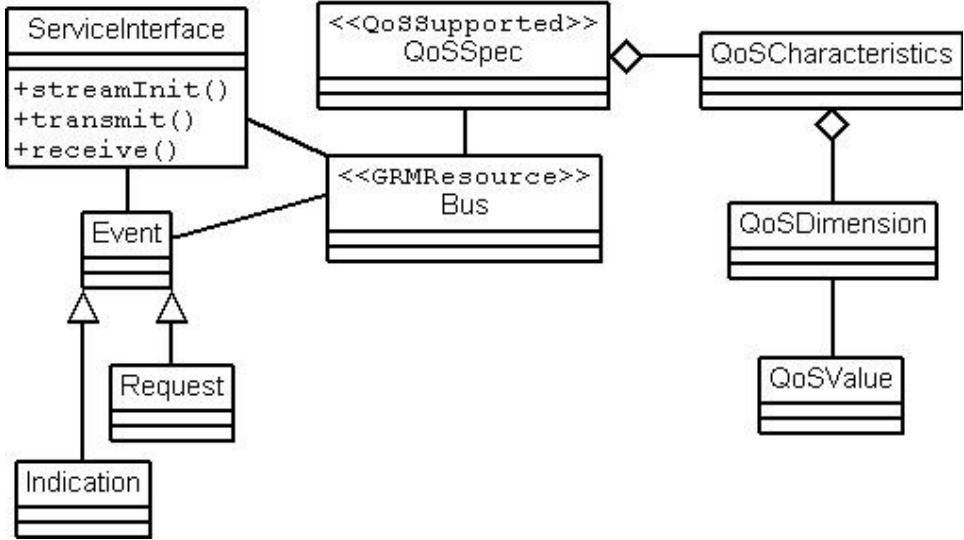 ServiceInterface
+streamInit()
+transmit()
+receive()
<<QoSSupported>>
QoSSpec
QoSCharacteristics
<<GRMResource>>
Bus
Event
QoSDimension
Request
QoSValue
Indication